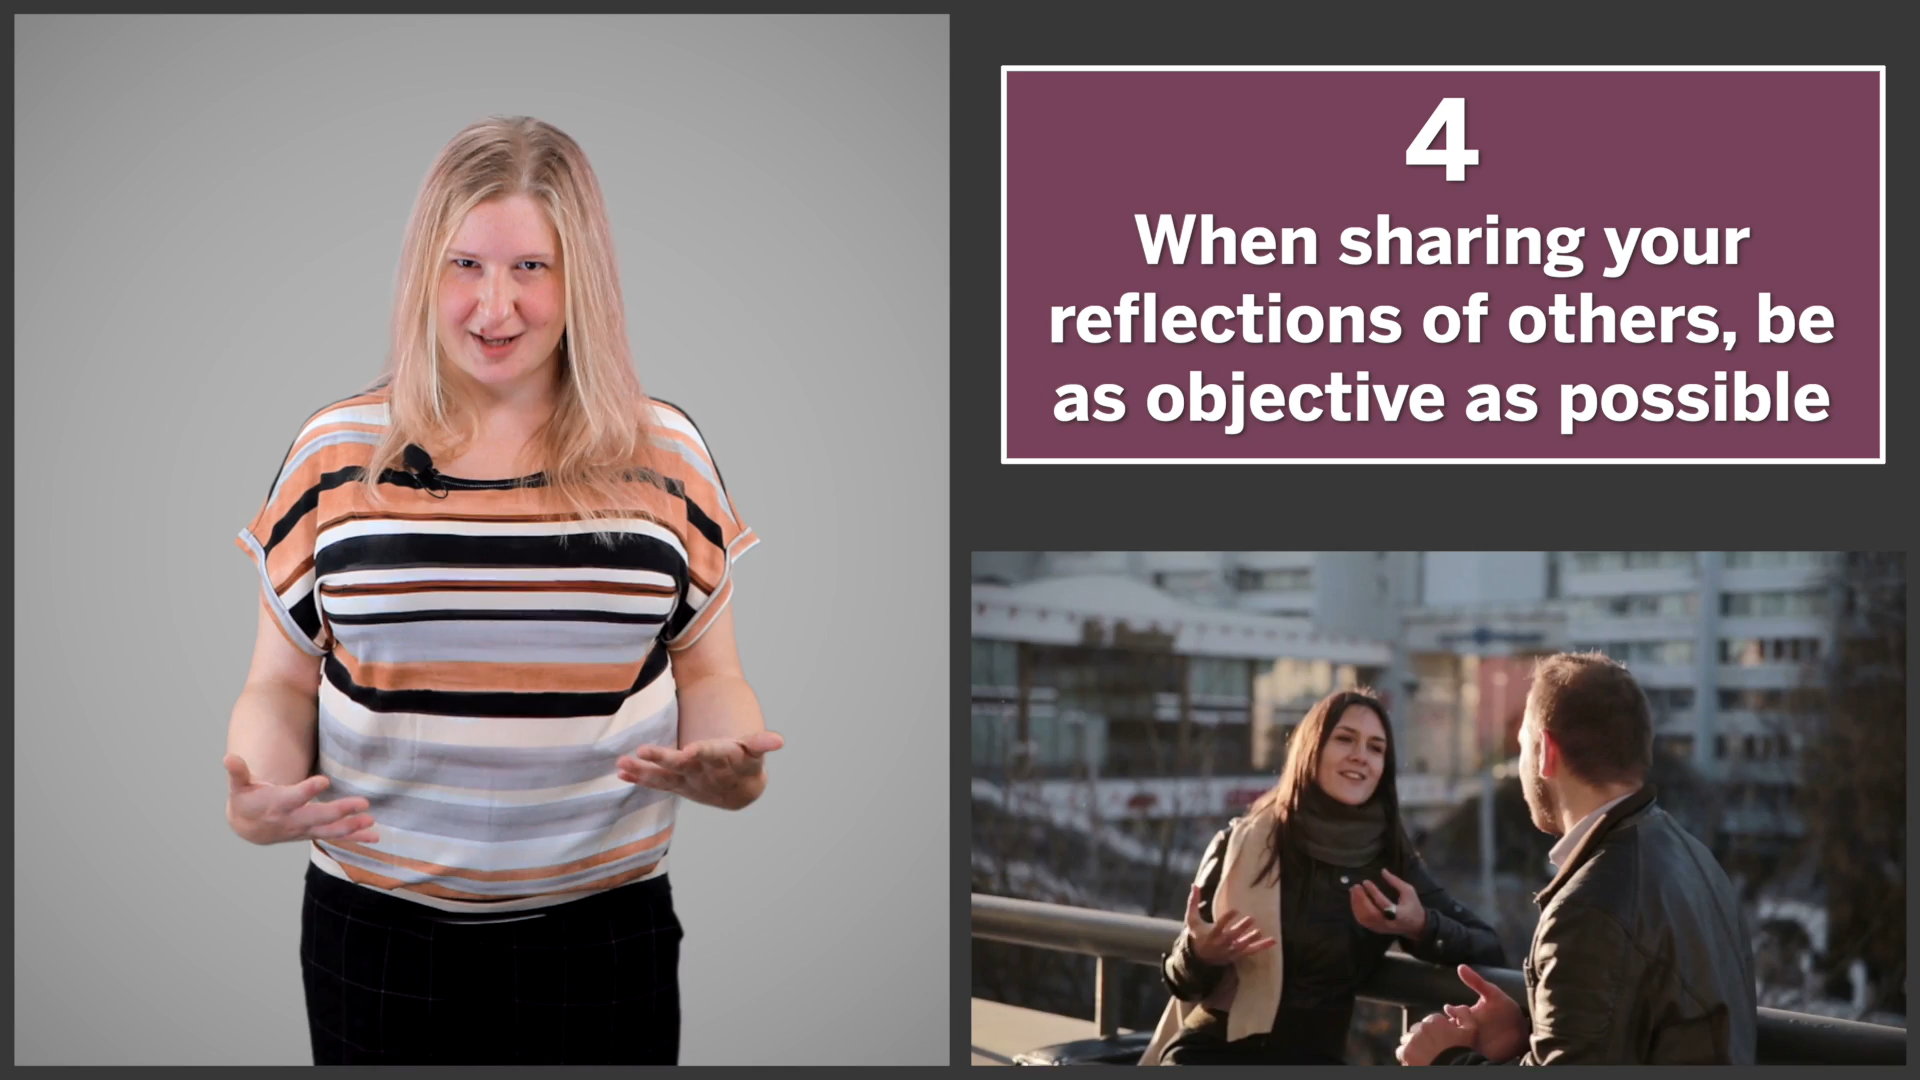 4
When sharing your
reflections of others, be
as objective as possible